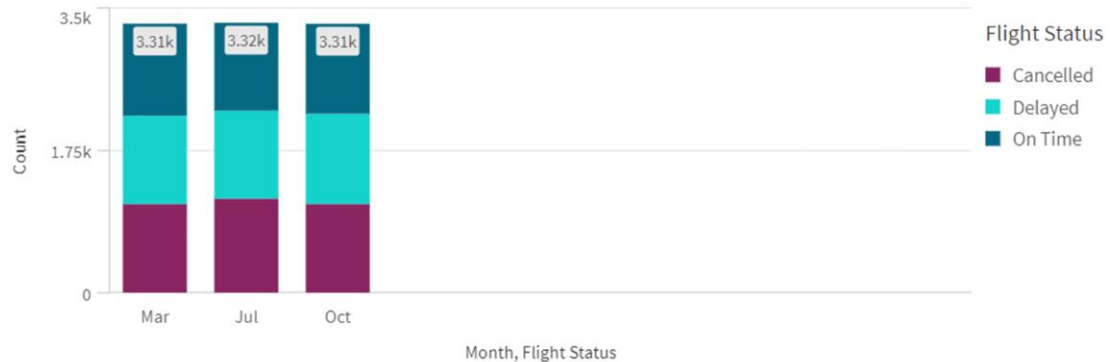 3.5k
1.75k
0
Count
3.31k
3.32k
3.31k
Mar
Jul
Oct
Month, Flight Status
Flight Status
Cancelled
Delayed
On Time